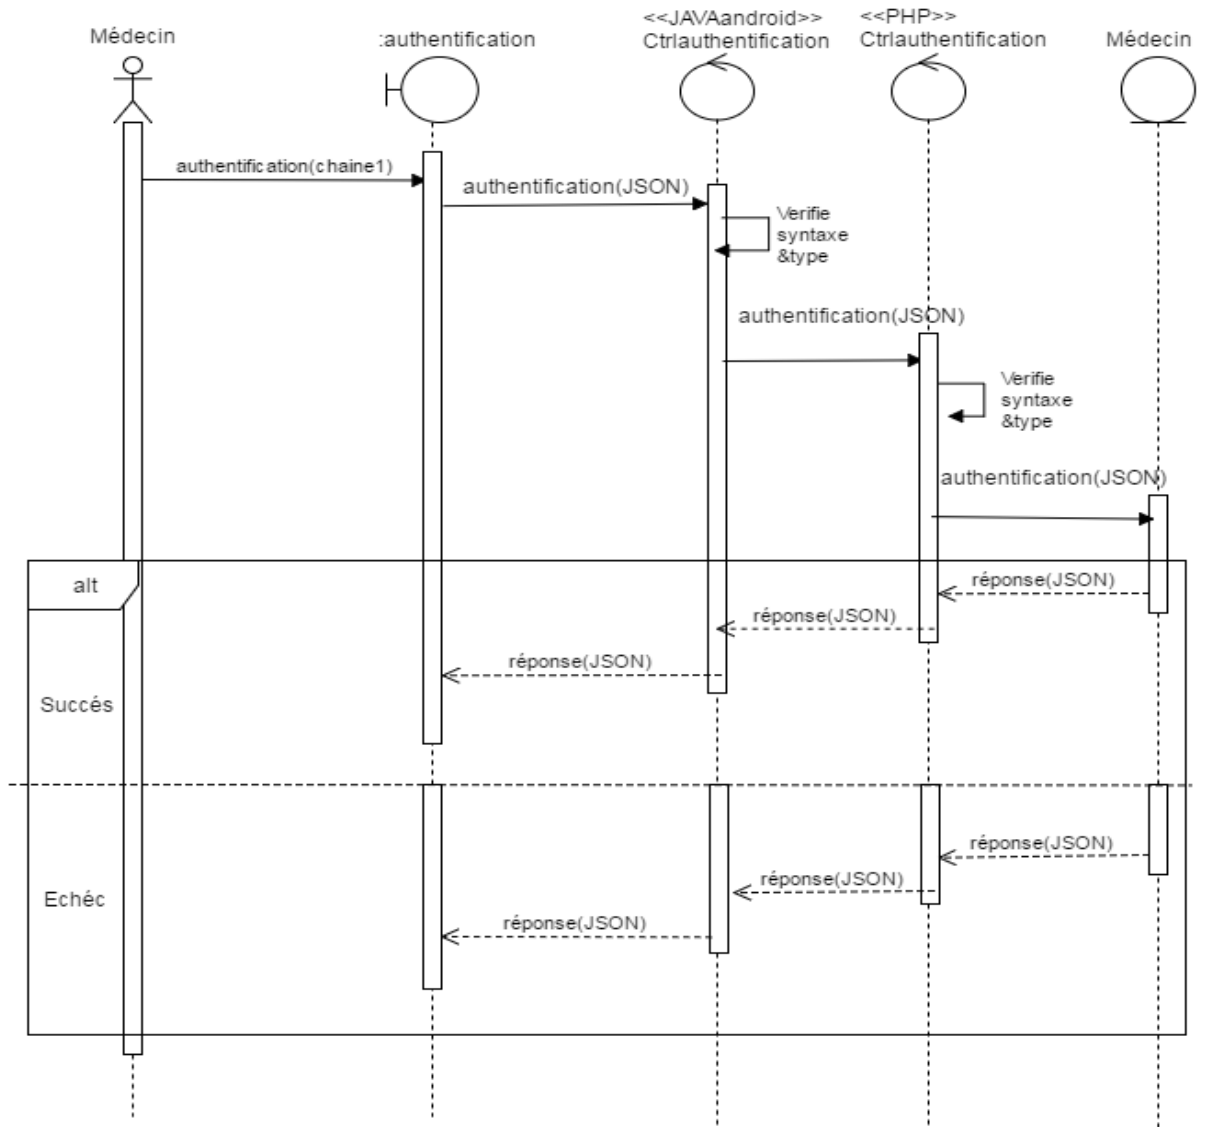 Médecin
:authentification
<<JAVAandroid>>
Ctrlauthentification
<<PHP>>
Ctrlauthentification
Médecin
authentification(chaine1)
authentification(JSON)
Verifie
syntaxe
&type
authentification(JSON)
Verifie
syntaxe
&type
authentification(JSON)
alt
réponse(JSON)
réponse(JSON)
réponse(JSON)
Succés
réponse(JSON)
réponse(JSON)
Echéc
réponse(JSON)